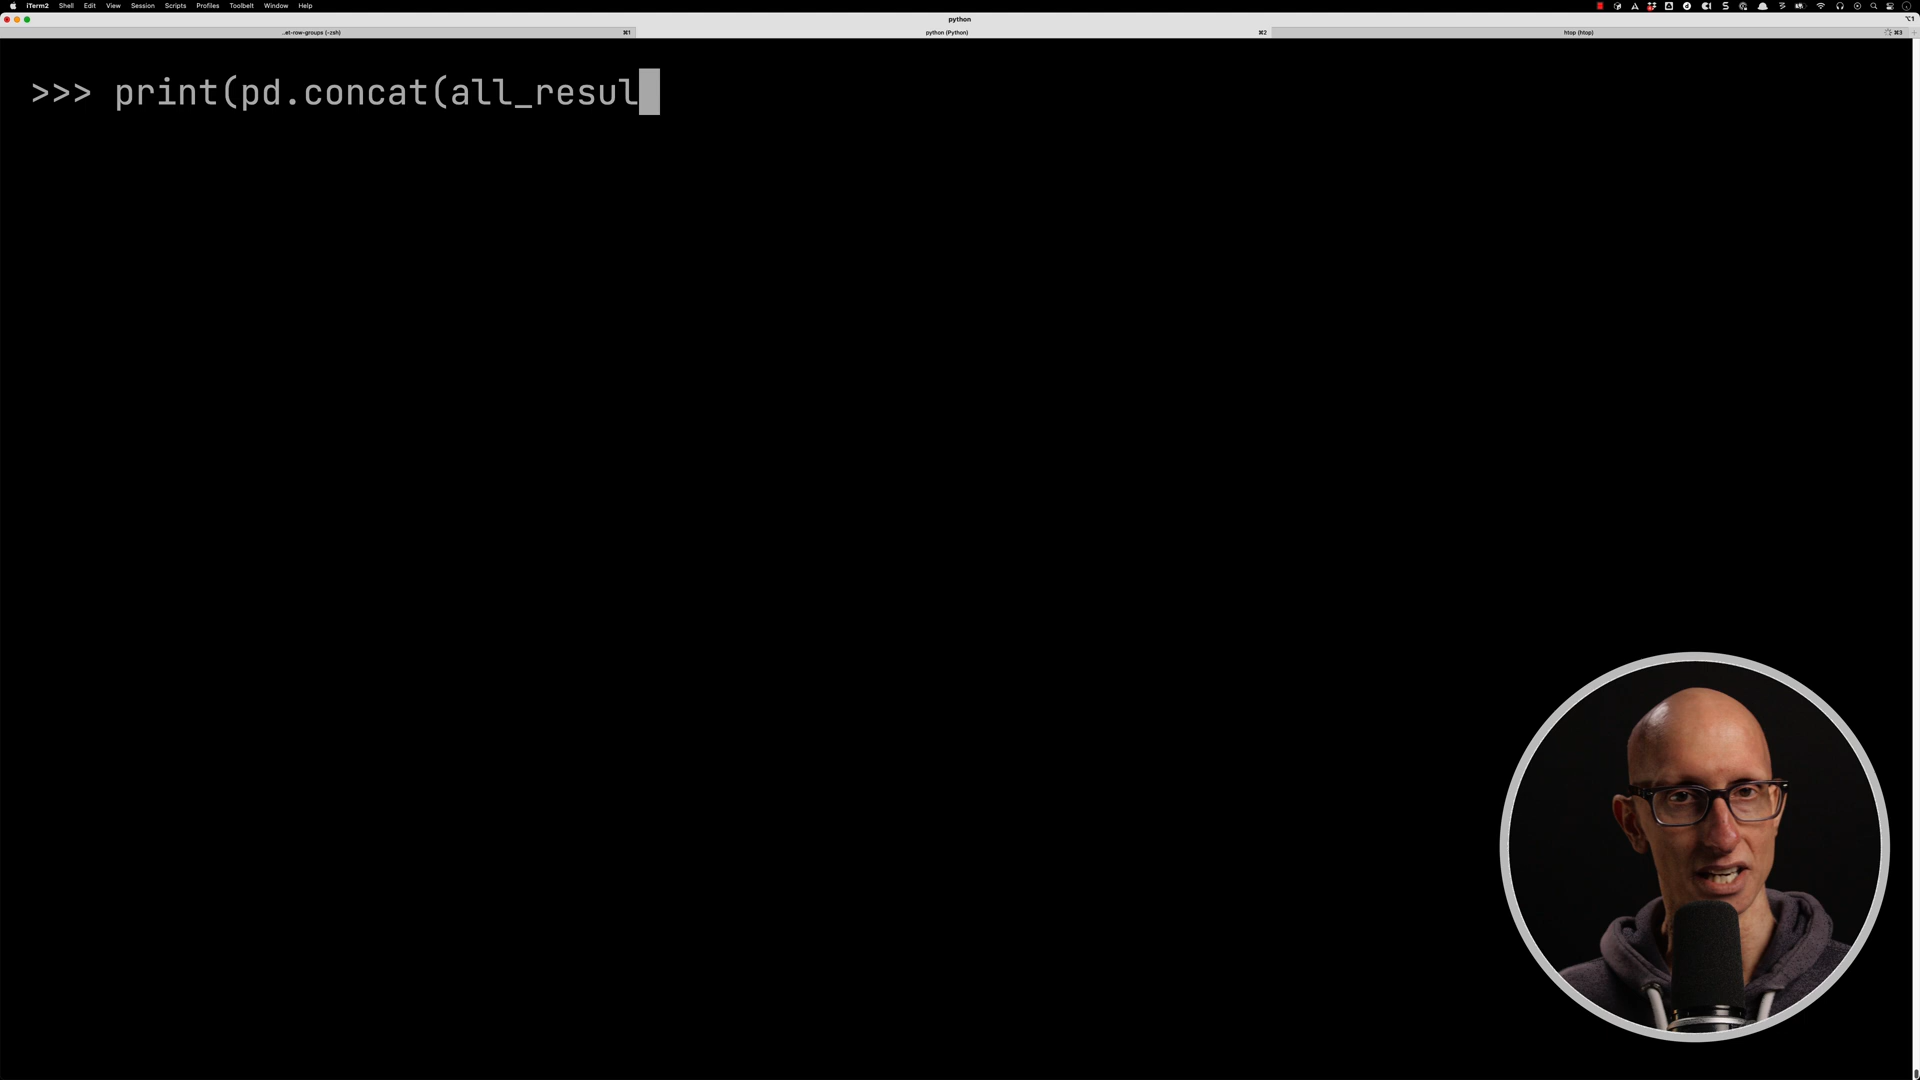 iTerm2 Shell Edit View Session Scripts Profiles Toolbelt Window Help
python
⌥1
..et-row-groups (-zsh) ⌘1 python (Python) ⌘2 htop (htop) ⌘3
>>> print(pd.concat(all_resul